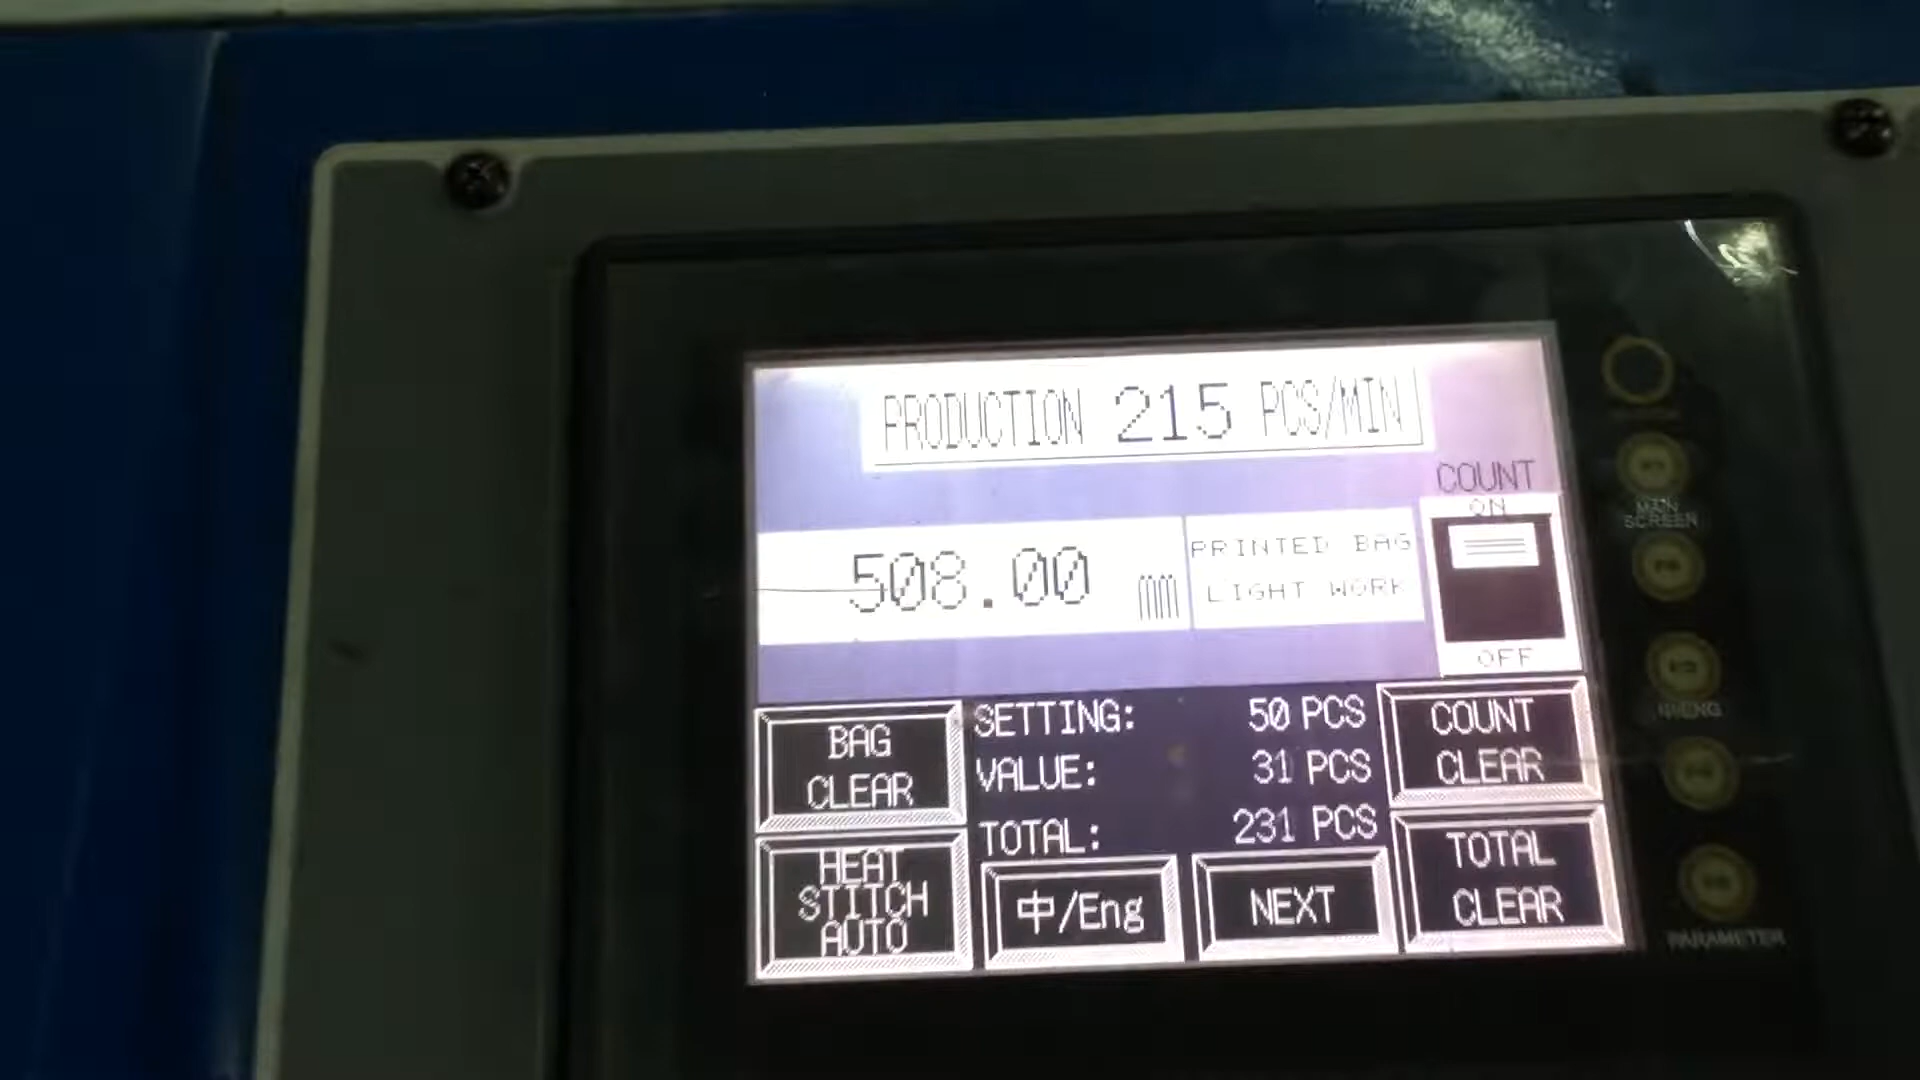 PRODUCTION 215 PCS/MIN
COUNT
ON
508.00 mm
PRINTED BAG
LIGHT WORK
OFF
MAIN
SCREEN
BAG
CLEAR
SETTING: 50 PCS
VALUE: 31 PCS
TOTAL: 231 PCS
COUNT
CLEAR
HEAT
STITCH
AUTO
中/Eng
NEXT
TOTAL
CLEAR
PARAMETER